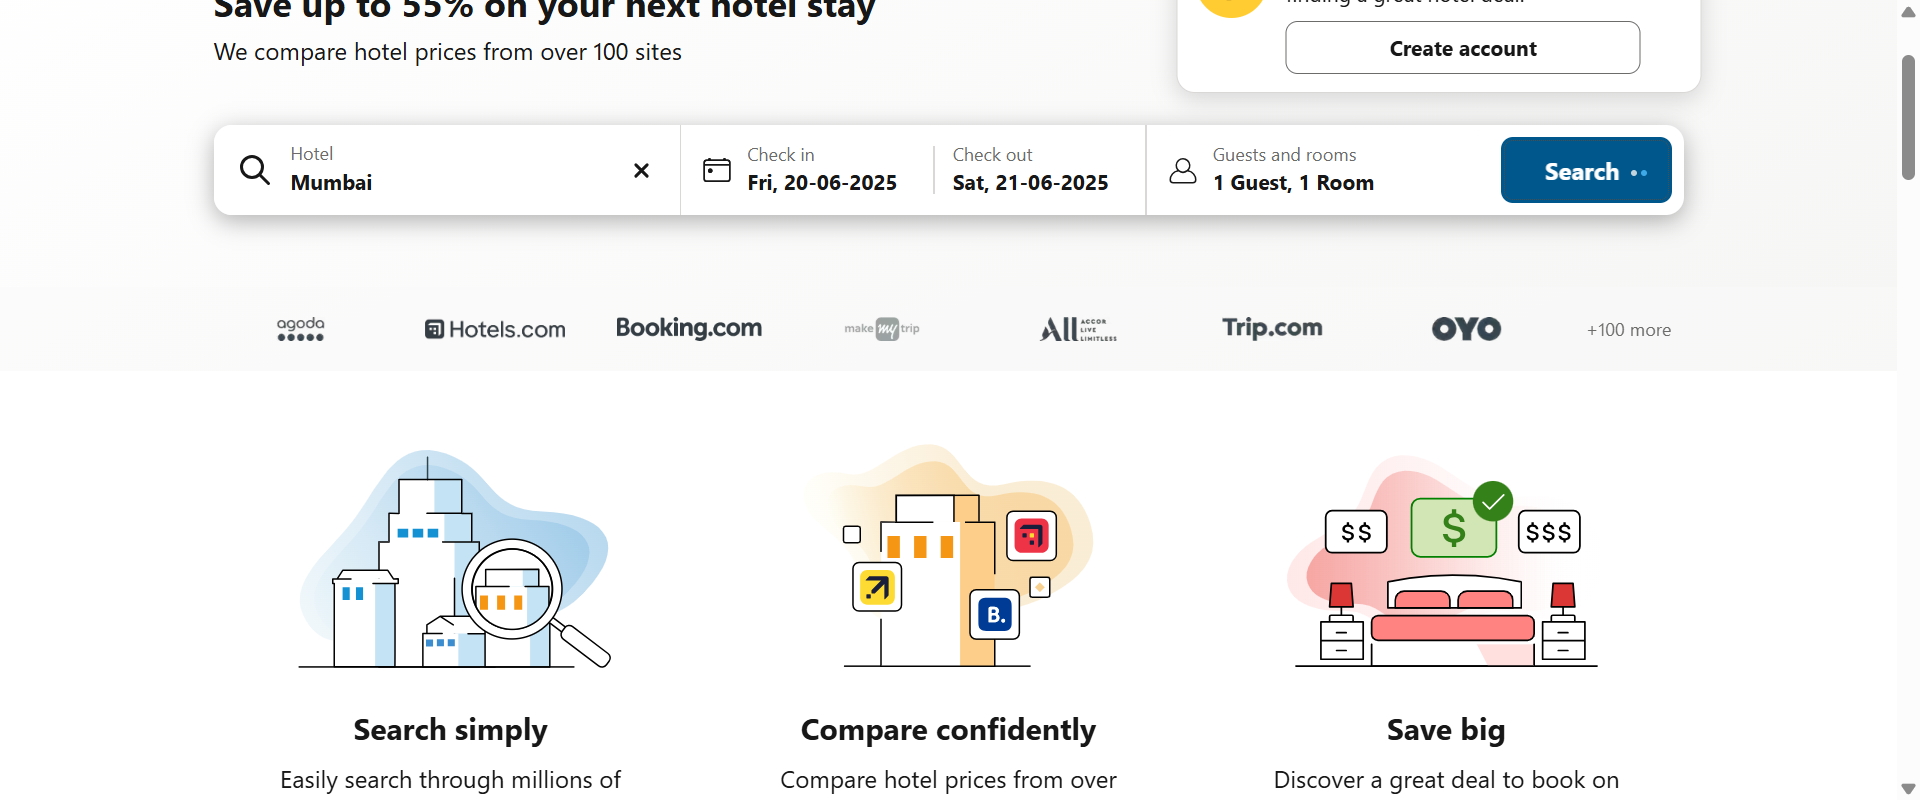 Save up to 55% on your next hotel stay
We compare hotel prices from over 100 sites
finding a great hotel deal!
Create account
Hotel
Mumbai
Check in
Fri, 20-06-2025
Check out
Sat, 21-06-2025
Guests and rooms
1 Guest, 1 Room
Search
agoda
Hotels.com
Booking.com
make my trip
ALL ACCOR
LIVE
LIMITLESS
Trip.com
OYO
+100 more
B.
$$
$
$$$
Search simply
Easily search through millions of
Compare confidently
Compare hotel prices from over
Save big
Discover a great deal to book on